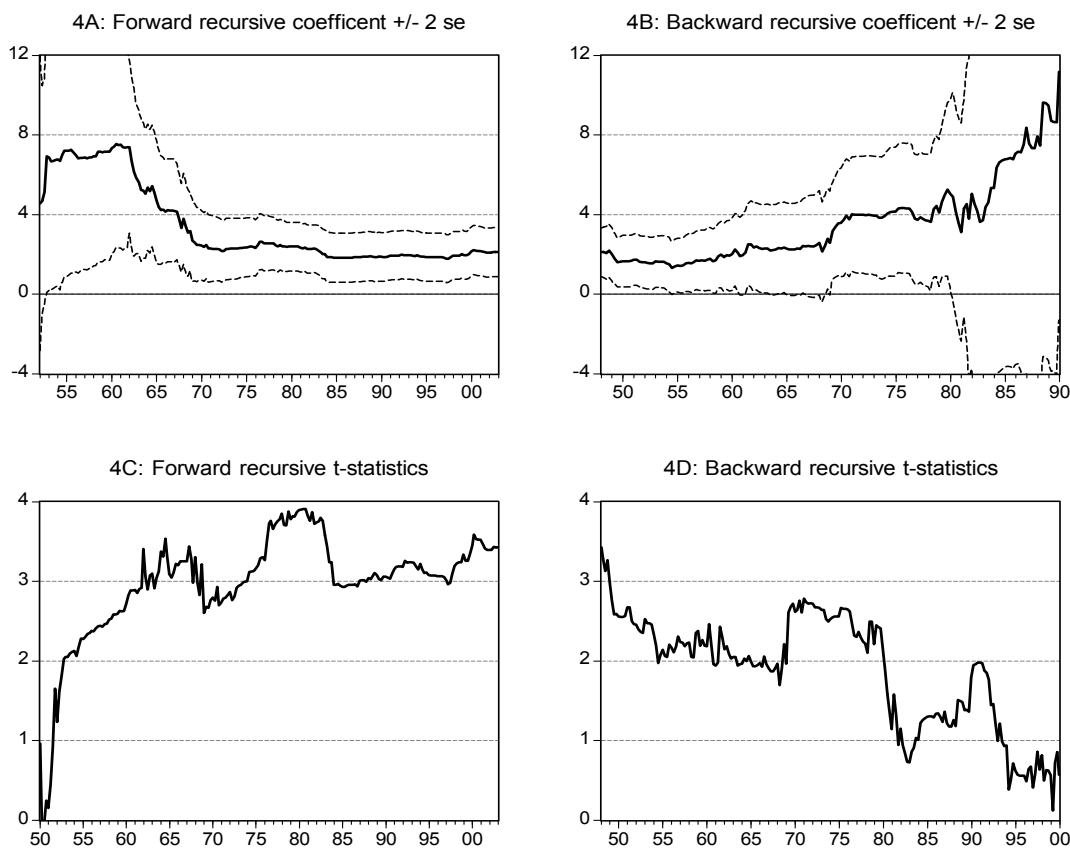 4A: Forward recursive coefficent +/- 2 se
12
8
4
0
-4
55 60 65 70 75 80 85 90 95 00
4B: Backward recursive coefficent +/- 2 se
12
8
4
0
-4
50 55 60 65 70 75 80 85 90
4C: Forward recursive t-statistics
4
3
2
1
0
50 55 60 65 70 75 80 85 90 95 00
4D: Backward recursive t-statistics
4
3
2
1
0
50 55 60 65 70 75 80 85 90 95 00